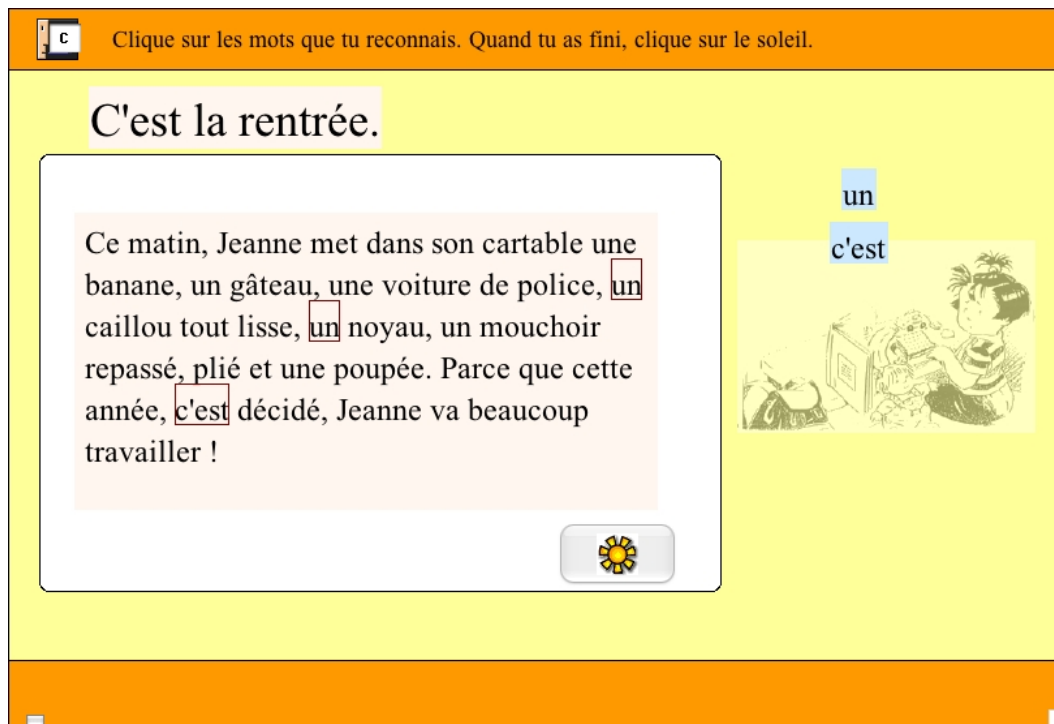 C
Clique sur les mots que tu reconnais. Quand tu as fini, clique sur le soleil.
C'est la rentrée.
Ce matin, Jeanne met dans son cartable une
banane, un gâteau, une voiture de police, un
caillou tout lisse, un noyau, un mouchoir
repassé, plié et une poupée. Parce que cette
année, c'est décidé, Jeanne va beaucoup
travailler !
un
c'est